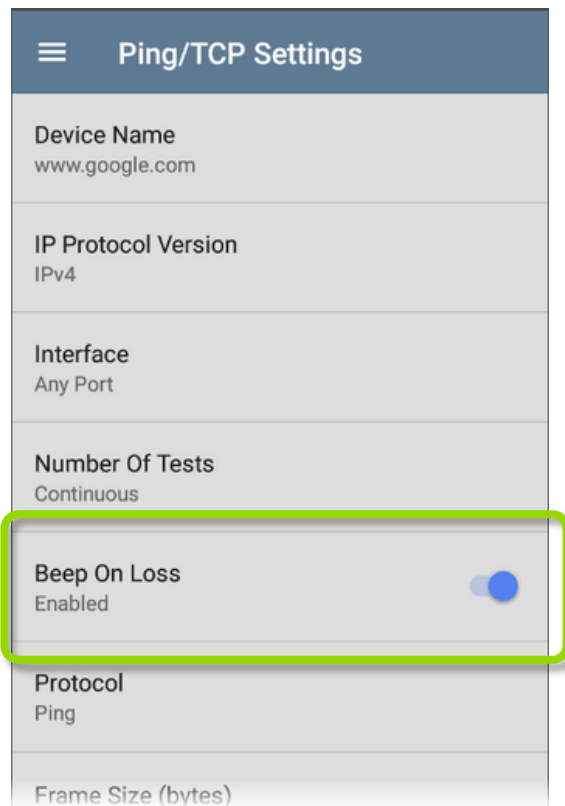 Ping/TCP Settings
Device Name
www.google.com
IP Protocol Version
IPv4
Interface
Any Port
Number Of Tests
Continuous
Beep On Loss
Enabled
Protocol
Ping
Frame Size (bytes)